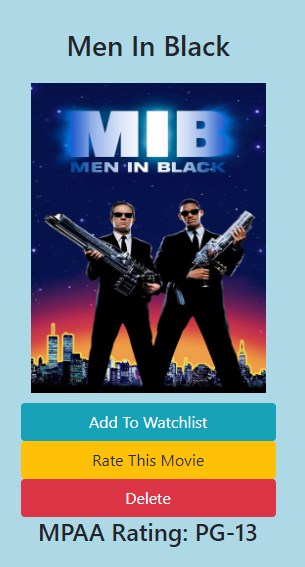 Men In Black
MIB
MEN IN BLACK
Add To Watchlist
Rate This Movie
Delete
MPAA Rating: PG-13